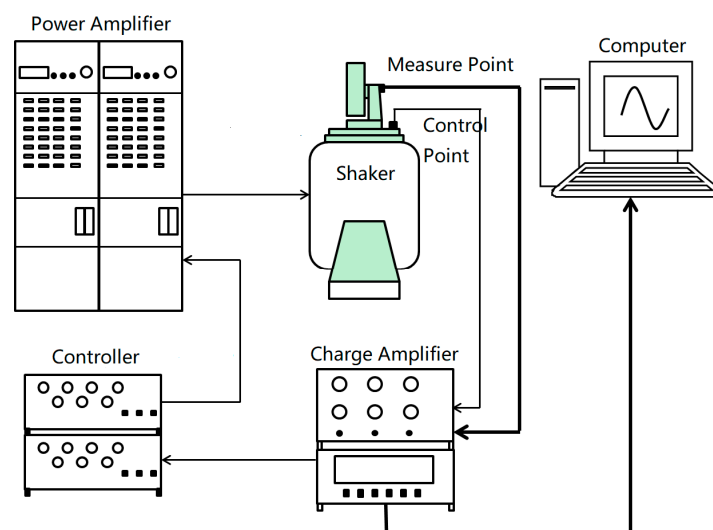 Power Amplifier
Computer
Measure Point
Control
Point
Shaker
Controller
Charge Amplifier